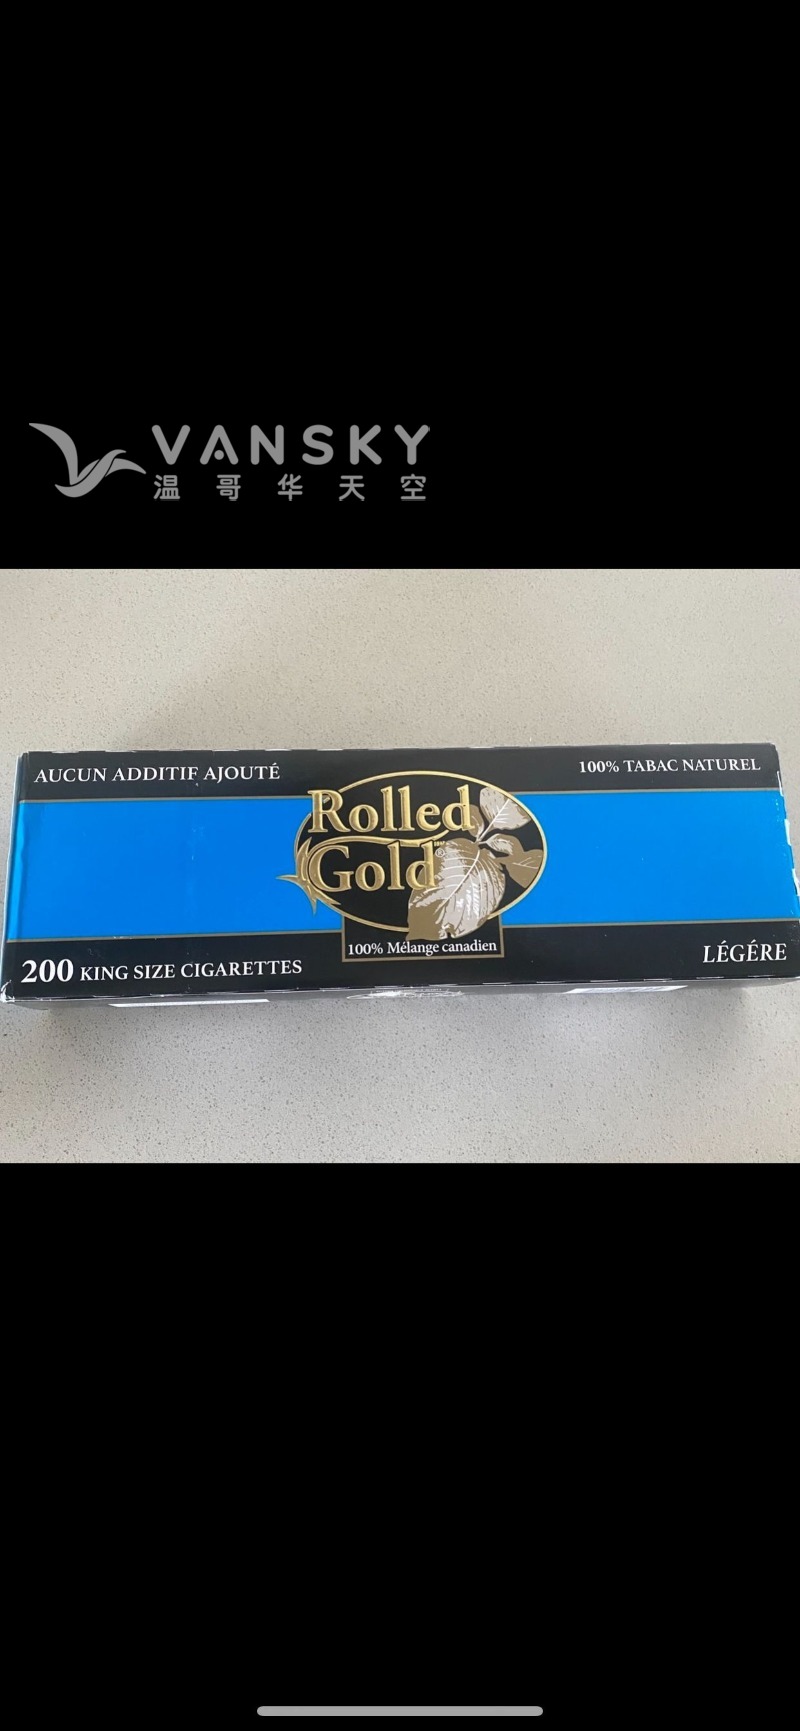 VANSKY
温哥华天空
AUCUN ADDITIF AJOUTÉ
100% TABAC NATUREL
Rolled
Gold®
100% Mélange canadien
200 KING SIZE CIGARETTES
LÉGÉRE